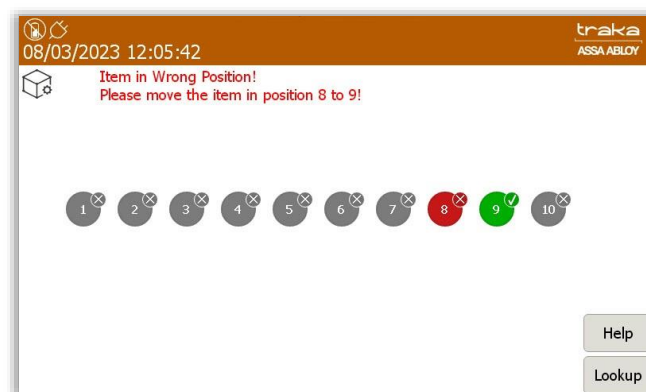 08/03/2023 12:05:42
traka
ASSA ABLOY
Item in Wrong Position!
Please move the item in position 8 to 9!
1 2 3 4 5 6 7 8 9 10
Help
Lookup